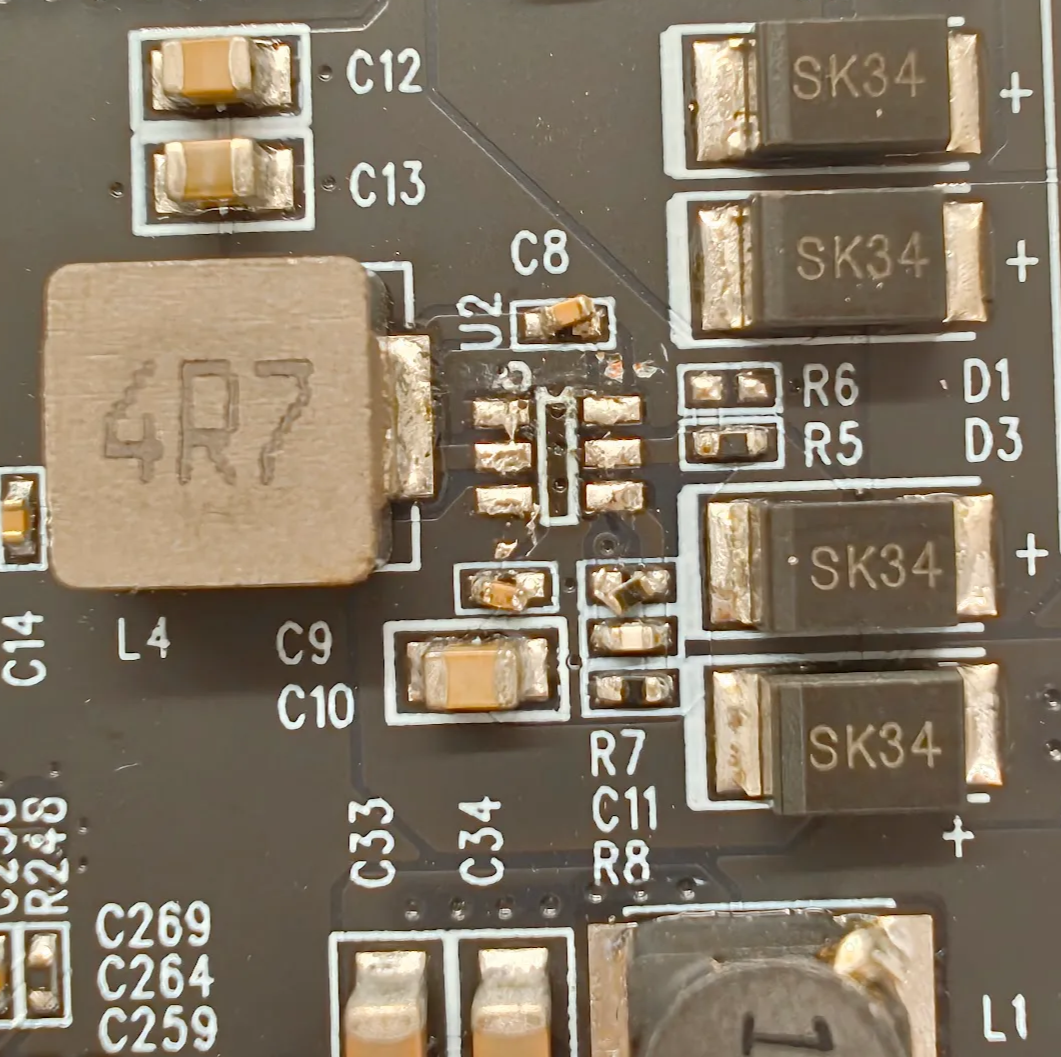 C12
SK34
+
C13
C8
SK34
+
U2
4R7
R6
D1
R5
D3
SK34
+
C14
L4
C9
C10
SK34
R7
C11
R8
+
C33
C34
R248
C269
C264
C259
L1